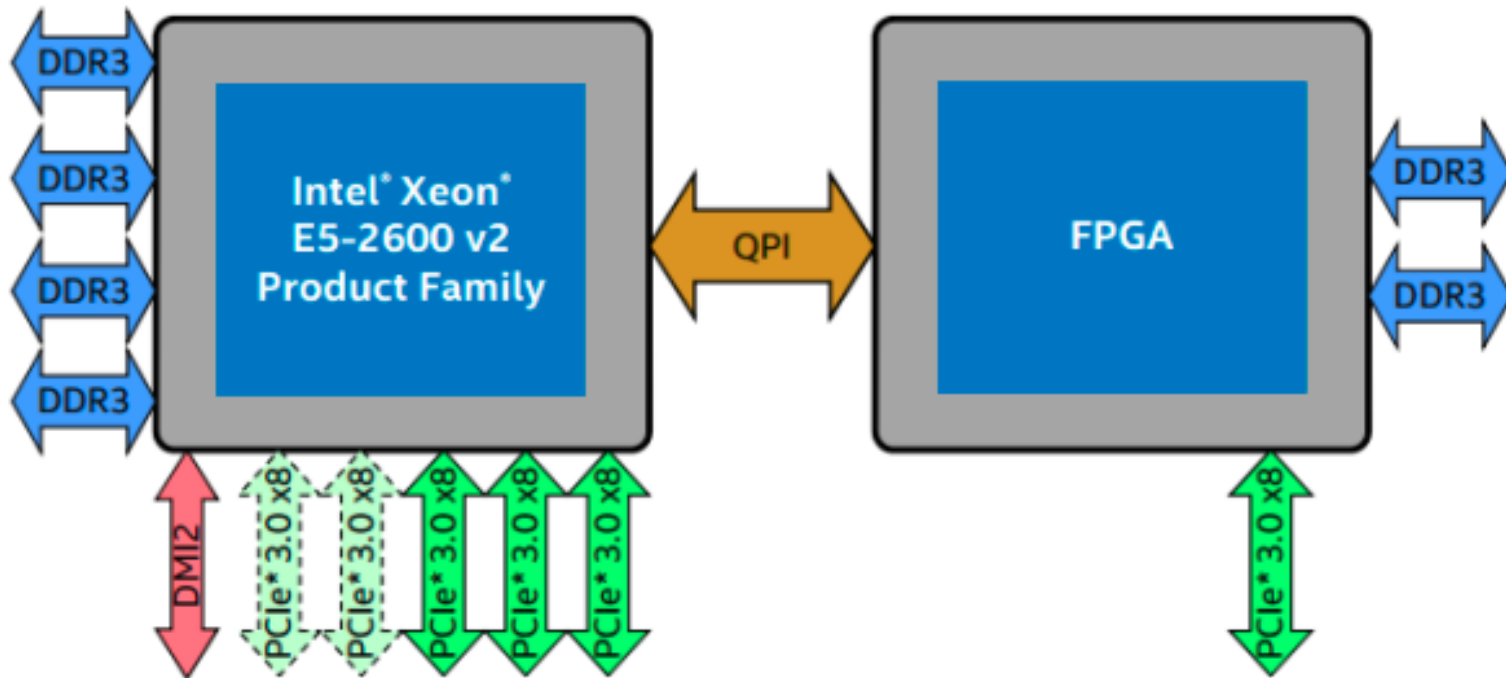 DDR3
DDR3
DDR3
DDR3
Intel® Xeon®
E5-2600 v2
Product Family
QPI
FPGA
DDR3
DDR3
DMI2
PCIe* 3.0 x8
PCIe* 3.0 x8
PCIe* 3.0 x8
PCIe* 3.0 x8
PCIe* 3.0 x8
PCIe* 3.0 x8